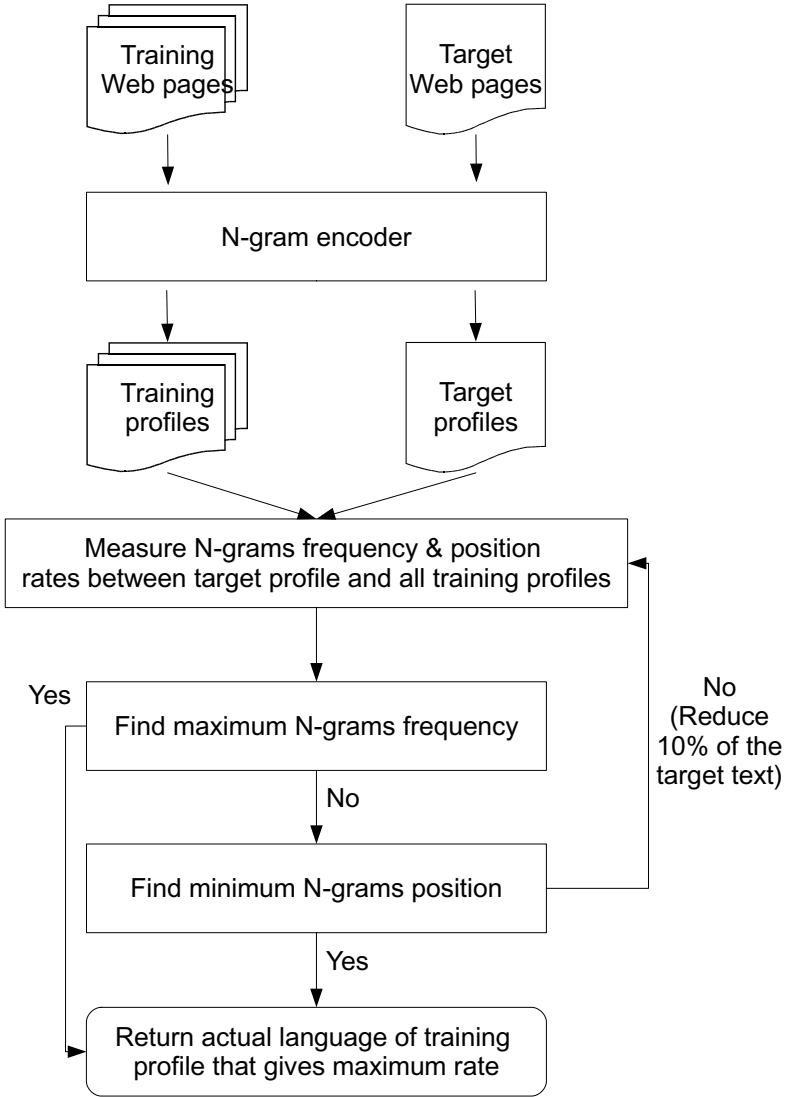 Training
Web pages
Target
Web pages
N-gram encoder
Training
profiles
Target
profiles
Measure N-grams frequency & position
rates between target profile and all training profiles
Yes
Find maximum N-grams frequency
No
(Reduce
10% of the
target text)
No
Find minimum N-grams position
Yes
Return actual language of training
profile that gives maximum rate